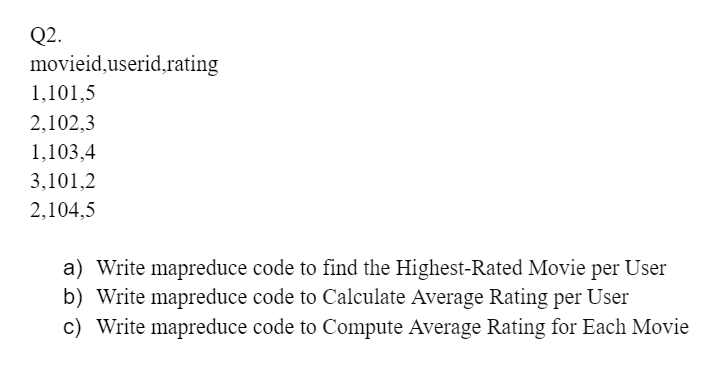 Q2.
movieid,userid,rating
1,101,5
2,102,3
1,103,4
3,101,2
2,104,5
a) Write mapreduce code to find the Highest-Rated Movie per User
b) Write mapreduce code to Calculate Average Rating per User
c) Write mapreduce code to Compute Average Rating for Each Movie